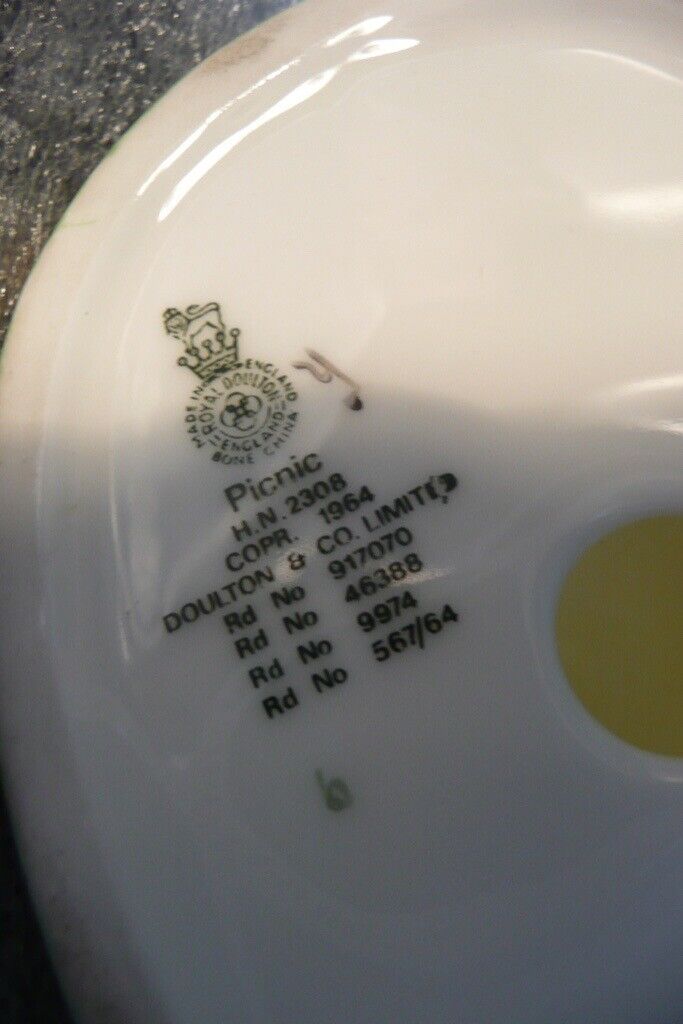 MADE IN ENGLAND
ROYAL DOULTON
ENGLAND
BONE CHINA
Picnic
H.N. 2308
COPR. 1964
DOULTON & CO. LIMITED
Rd No 917070
Rd No 46388
Rd No 9974
Rd No 567/64